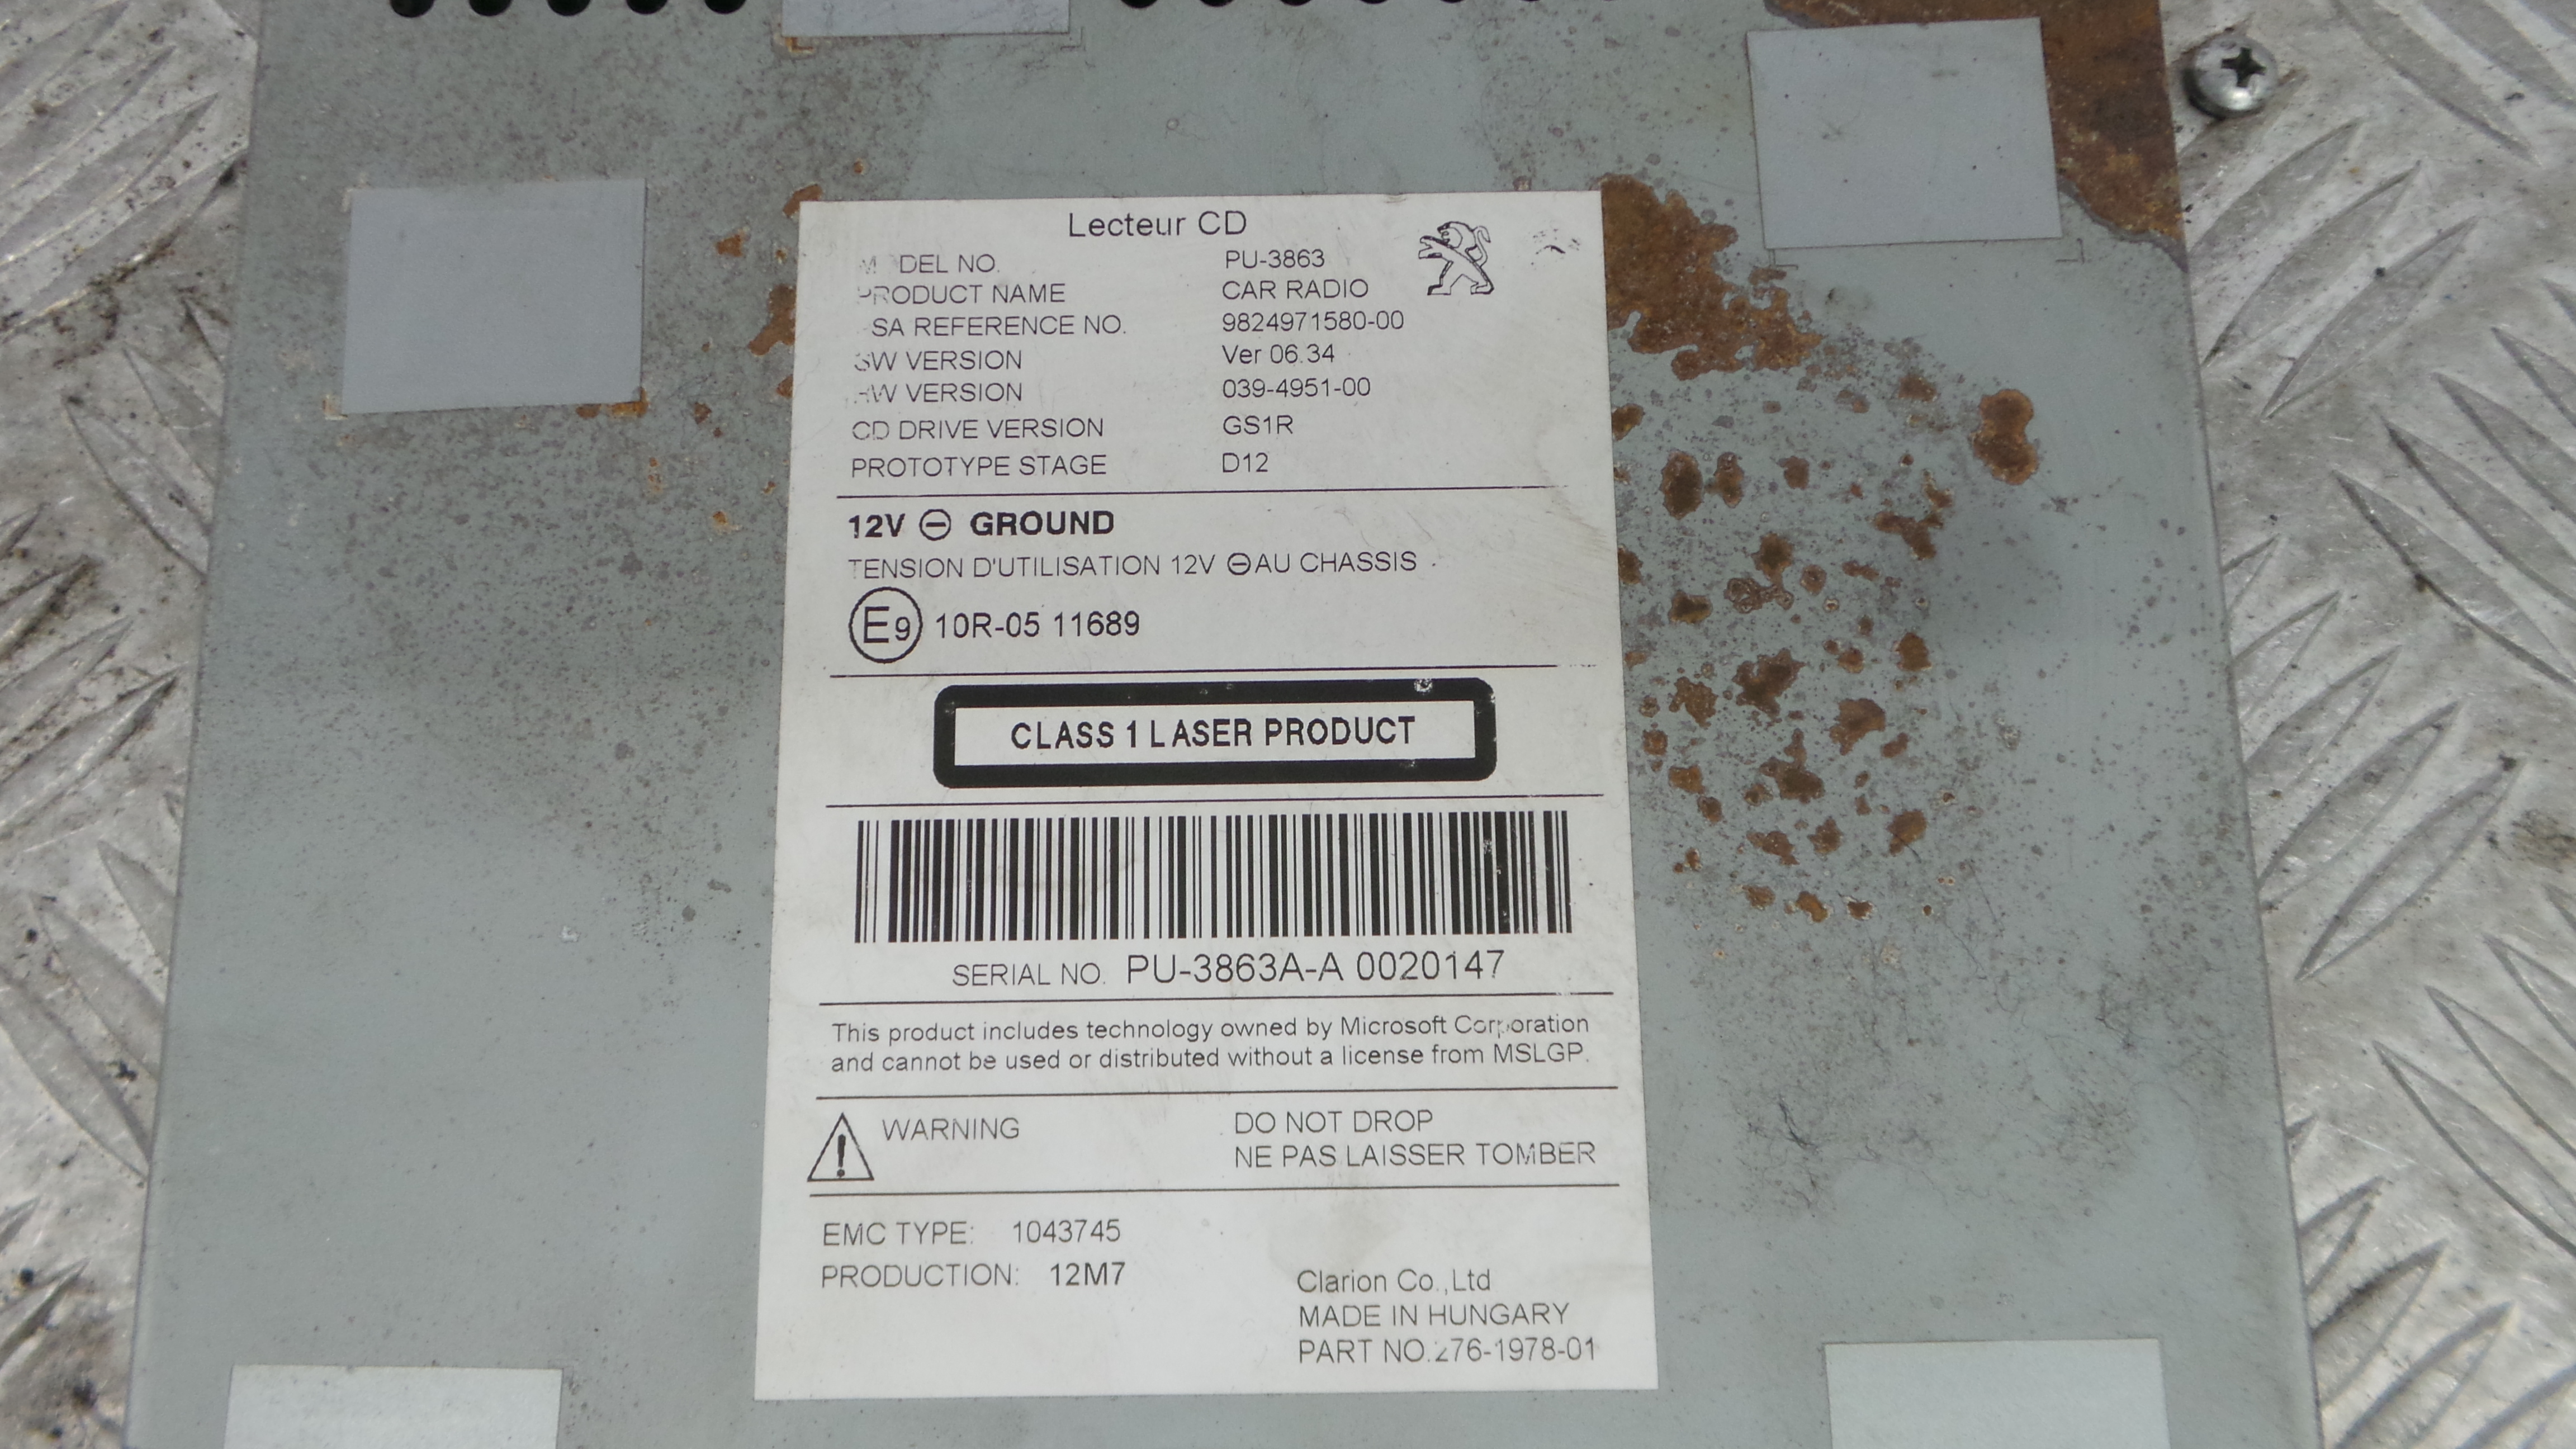 Lecteur CD
MODEL NO. PU-3863
PRODUCT NAME CAR RADIO
PSA REFERENCE NO. 9824971580-00
SW VERSION Ver 06.34
HW VERSION 039-4951-00
CD DRIVE VERSION GS1R
PROTOTYPE STAGE D12
12V ⊖ GROUND
TENSION D'UTILISATION 12V ⊖ AU CHASSIS
E9 10R-05 11689
CLASS 1 LASER PRODUCT
SERIAL NO. PU-3863A-A 0020147
This product includes technology owned by Microsoft Corporation
and cannot be used or distributed without a license from MSLGP.
WARNING DO NOT DROP
NE PAS LAISSER TOMBER
EMC TYPE: 1043745
PRODUCTION: 12M7
Clarion Co.,Ltd
MADE IN HUNGARY
PART NO.276-1978-01